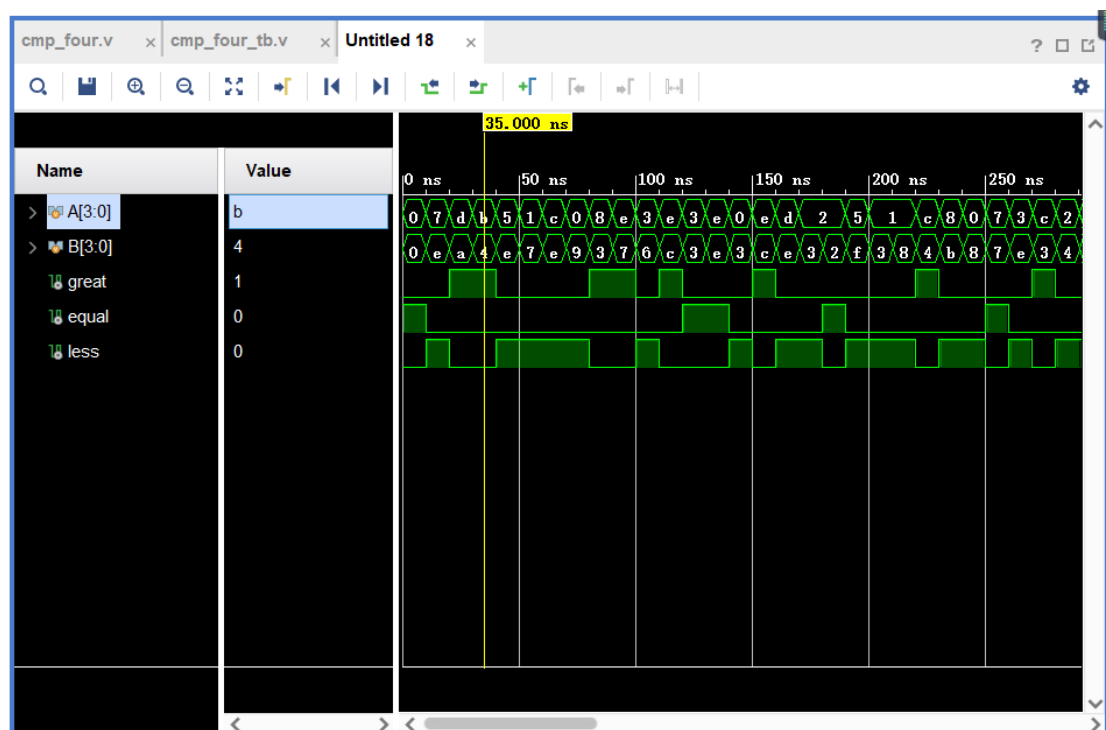 cmp_four.v × cmp_four_tb.v × Untitled 18 × ?
35.000 ns
Name Value 0 ns 50 ns 100 ns 150 ns 200 ns 250 ns
A[3:0] b 0 7 d b 5 1 c 0 8 e 3 e 3 e 0 e d 2 5 1 c 8 0 7 3 c 2
B[3:0] 4 0 e a 4 e 7 e 9 3 7 6 c 3 e 3 c e 3 2 f 3 8 4 b 8 7 e 3 4
great 1
equal 0
less 0